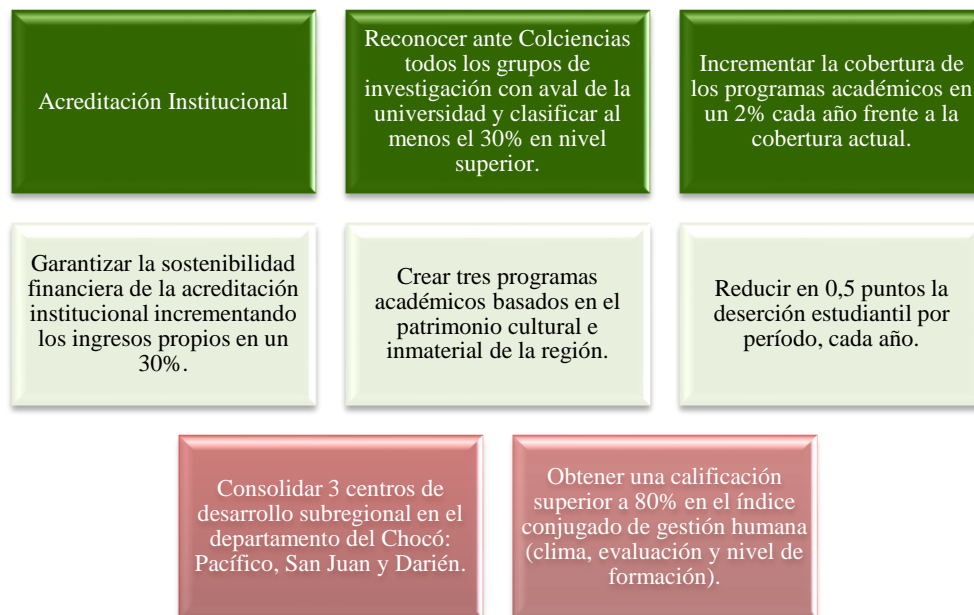 Acreditación Institucional
Reconocer ante Colciencias
todos los grupos de
investigación con aval de la
universidad y clasificar al
menos el 30% en nivel
superior.
Incrementar la cobertura de
los programas académicos en
un 2% cada año frente a la
cobertura actual.
Garantizar la sostenibilidad
financiera de la acreditación
institucional incrementando
los ingresos propios en un
30%.
Crear tres programas
académicos basados en el
patrimonio cultural e
inmaterial de la región.
Reducir en 0,5 puntos la
deserción estudiantil por
período, cada año.
Consolidar 3 centros de
desarrollo subregional en el
departamento del Chocó:
Pacífico, San Juan y Darién.
Obtener una calificación
superior a 80% en el índice
conjugado de gestión humana
(clima, evaluación y nivel de
formación).